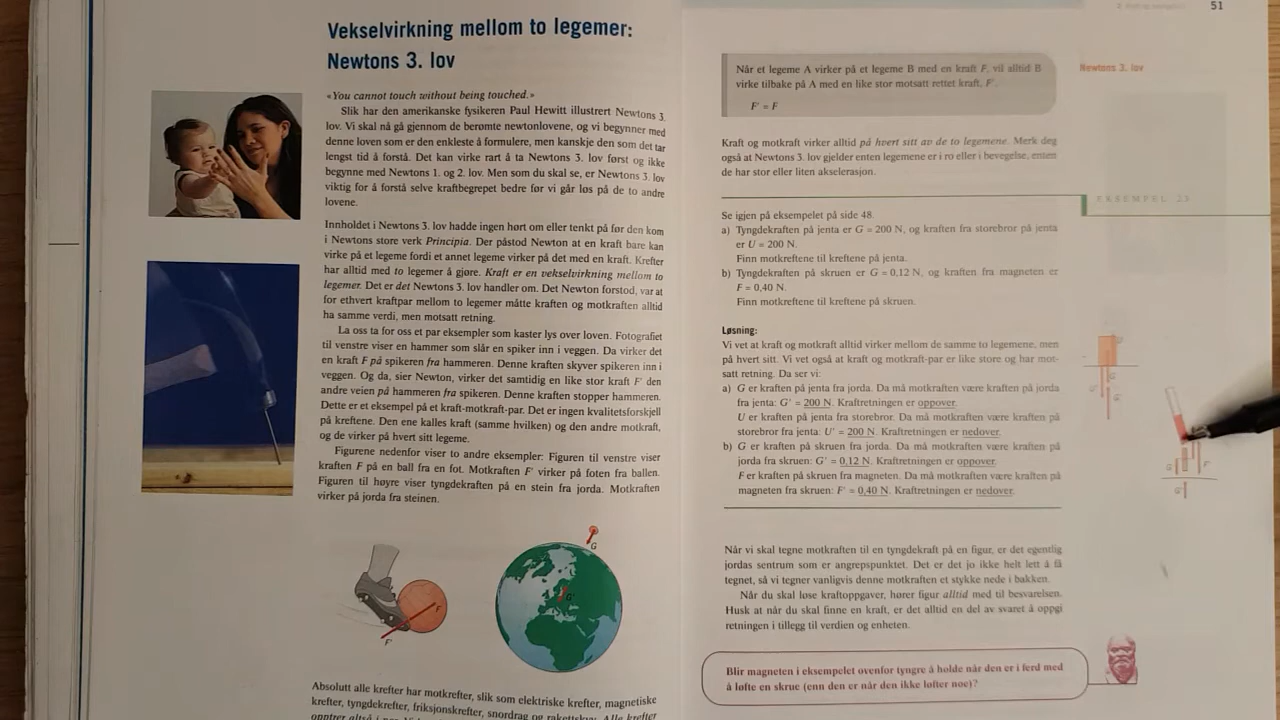 Vekselvirkning mellom to legemer:
Newtons 3. lov
«You cannot touch without being touched.»
Slik har den amerikanske fysikeren Paul Hewitt illustrert Newtons 3.
lov. Vi skal nå gå gjennom de berømte newtonlovene, og vi begynner med
denne loven som er den enkleste å formulere, men kanskje den som det tar
lengst tid å forstå. Det kan virke rart å ta Newtons 3. lov først og ikke
begynne med Newtons 1. og 2. lov. Men som du skal se, er Newtons 3. lov
viktig for å forstå selve kraftbegrepet bedre før vi går løs på de to andre
lovene.
Innholdet i Newtons 3. lov hadde ingen hørt om eller tenkt på før den kom
i Newtons store verk Principia. Der påstod Newton at en kraft bare kan
virke på et legeme fordi et annet legeme virker på det med en kraft. Krefter
har alltid med to legemer å gjøre. Kraft er en vekselvirkning mellom to
legemer. Det er det Newtons 3. lov handler om. Det Newton forstod, var at
for ethvert kraftpar mellom to legemer måtte kraften og motkraften alltid
ha samme verdi, men motsatt retning.
La oss ta for oss et par eksempler som kaster lys over loven. Fotografiet
til venstre viser en hammer som slår en spiker inn i veggen. Da virker det
en kraft F på spikeren fra hammeren. Denne kraften skyver spikeren inn i
veggen. Og da, sier Newton, virker det samtidig en like stor kraft F' den
andre veien på hammeren fra spikeren. Denne kraften stopper hammeren.
Dette er et eksempel på et kraft-motkraft-par. Det er ingen kvalitetsforskjell
på kreftene. Den ene kalles kraft (samme hvilken) og den andre motkraft,
og de virker på hvert sitt legeme.
Figurene nedenfor viser to andre eksempler: Figuren til venstre viser
kraften F på en ball fra en fot. Motkraften F' virker på foten fra ballen.
Figuren til høyre viser tyngdekraften på en stein fra jorda. Motkraften
virker på jorda fra steinen.
F
F'
G
G'
Absolutt alle krefter har motkrefter, slik som elektriske krefter, magnetiske
krefter, tyngdekrefter, friksjonskrefter, snordrag og rakettskyv. Alle krefter
51
Når et legeme A virker på et legeme B med en kraft F, vil alltid B
virke tilbake på A med en like stor motsatt rettet kraft, F'.
F' = F
Newtons 3. lov
Kraft og motkraft virker alltid på hvert sitt av de to legemene. Merk deg
også at Newtons 3. lov gjelder enten legemene er i ro eller i bevegelse, enten
de har stor eller liten akselerasjon.
EKSEMPEL 2.3
Se igjen på eksempelet på side 48.
a) Tyngdekraften på jenta er G = 200 N, og kraften fra storebror på jenta
er U = 200 N.
Finn motkreftene til kreftene på jenta.
b) Tyngdekraften på skruen er G = 0,12 N, og kraften fra magneten er
F = 0,40 N.
Finn motkreftene til kreftene på skruen.
Løsning:
Vi vet at kraft og motkraft alltid virker mellom de samme to legemene, men
på hvert sitt. Vi vet også at kraft og motkraft-par er like store og har mot-
satt retning. Da ser vi:
a) G er kraften på jenta fra jorda. Da må motkraften være kraften på jorda
fra jenta: G' = 200 N. Kraftretningen er oppover.
U er kraften på jenta fra storebror. Da må motkraften være kraften på
storebror fra jenta: U' = 200 N. Kraftretningen er nedover.
b) G er kraften på skruen fra jorda. Da må motkraften være kraften på
jorda fra skruen: G' = 0,12 N. Kraftretningen er oppover.
F er kraften på skruen fra magneten. Da må motkraften være kraften på
magneten fra skruen: F' = 0,40 N. Kraftretningen er nedover.
Når vi skal tegne motkraften til en tyngdekraft på en figur, er det egentlig
jordas sentrum som er angrepspunktet. Det er det jo ikke helt lett å få
tegnet, så vi tegner vanligvis denne motkraften et stykke nede i bakken.
Når du skal løse kraftoppgaver, hører figur alltid med til besvarelsen.
Husk at når du skal finne en kraft, er det alltid en del av svaret å oppgi
retningen i tillegg til verdien og enheten.
Blir magneten i eksempelet ovenfor tyngre å holde når den er i ferd med
å løfte en skrue (enn den er når den ikke løfter noe)?